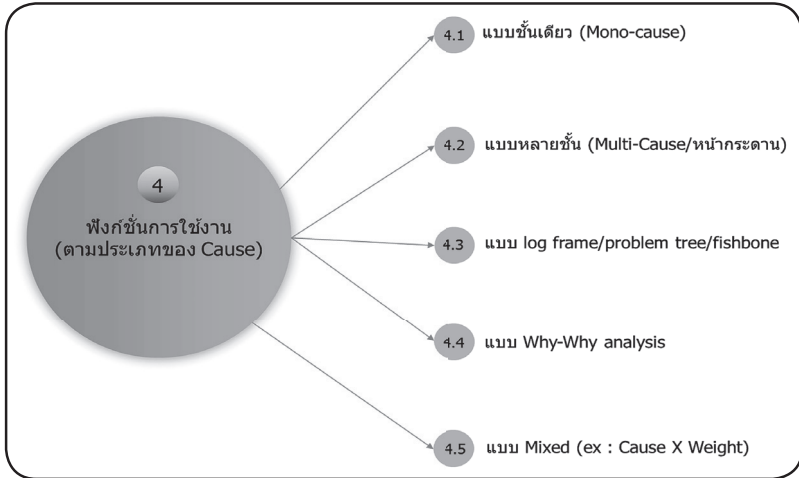 4
ฟังก์ชั่นการใช้งาน
(ตามประเภทของ Cause)
4.1 แบบชั้นเดียว (Mono-cause)
4.2 แบบหลายชั้น (Multi-Cause/หน้ากระดาน)
4.3 แบบ log frame/problem tree/fishbone
4.4 แบบ Why-Why analysis
4.5 แบบ Mixed (ex : Cause X Weight)